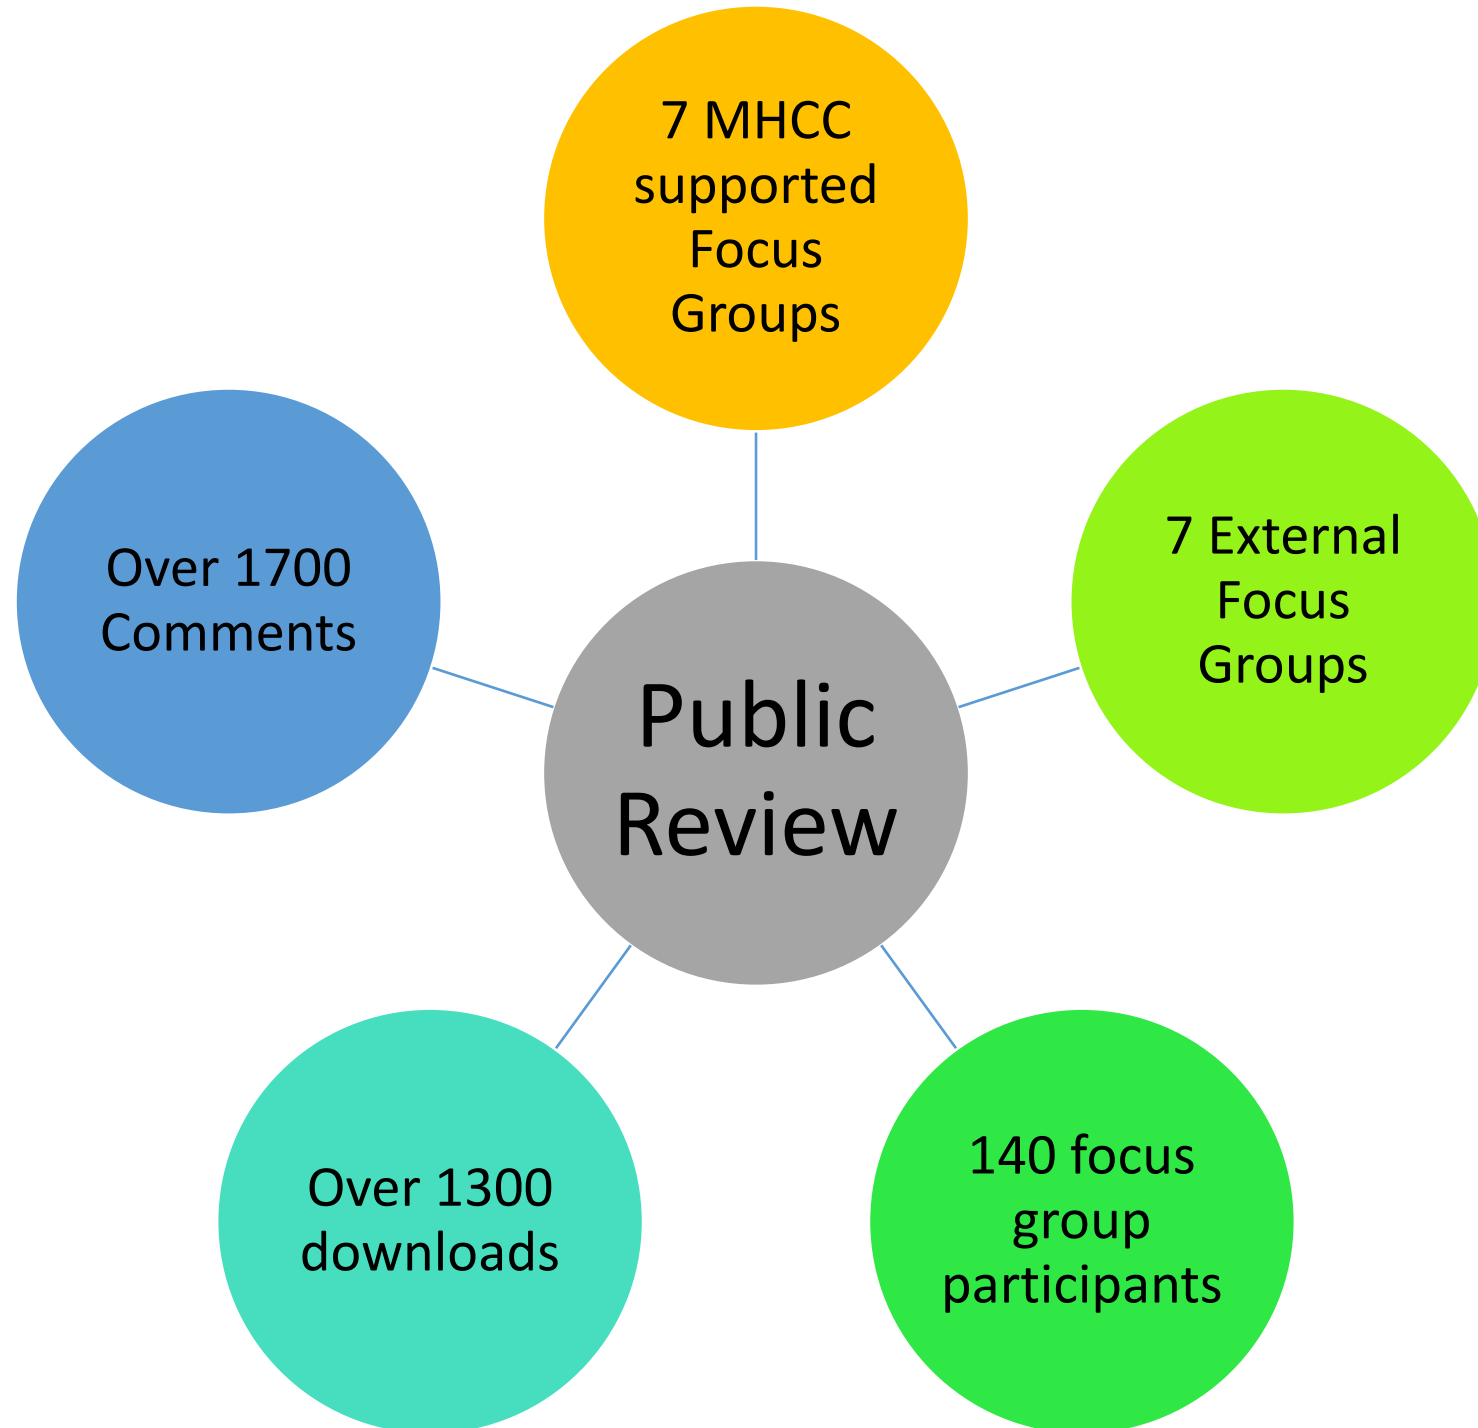 7 MHCC
supported
Focus
Groups
7 External
Focus
Groups
140 focus
group
participants
Over 1300
downloads
Over 1700
Comments
Public
Review